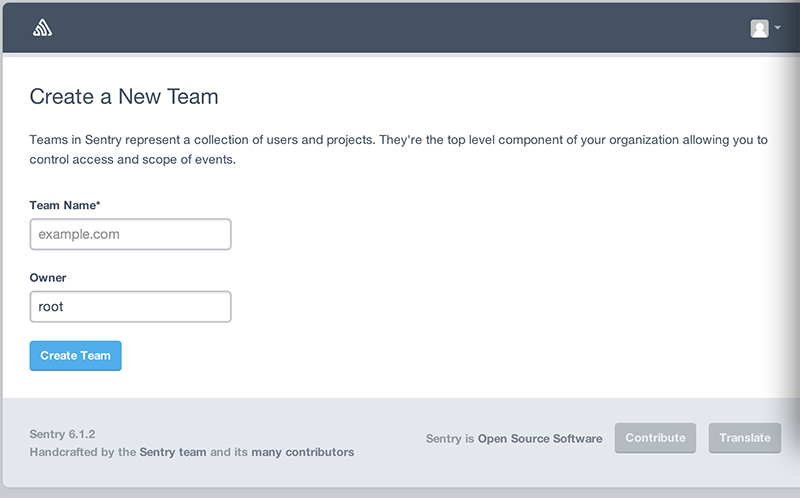 Create a New Team
Teams in Sentry represent a collection of users and projects. They're the top level component of your organization allowing you to
control access and scope of events.
Team Name*
example.com
Owner
root
Create Team
Sentry 6.1.2
Handcrafted by the Sentry team and its many contributors
Sentry is Open Source Software
Contribute
Translate